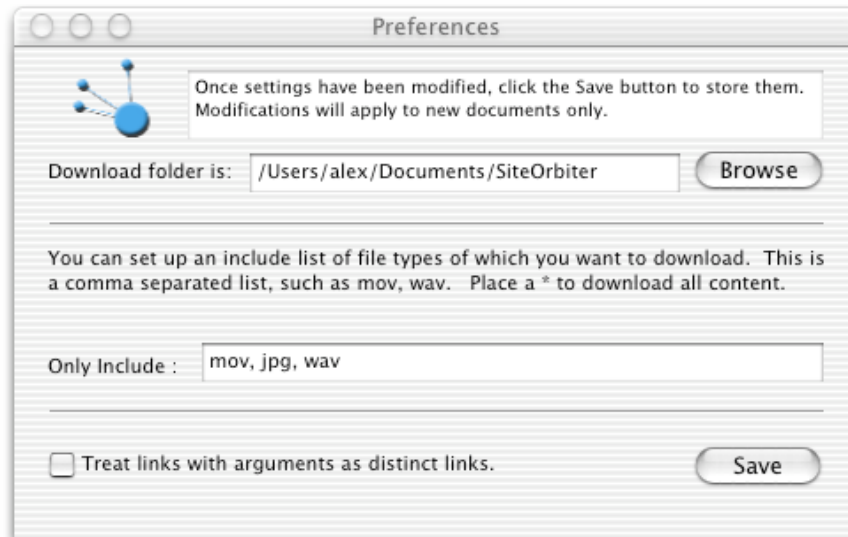 Preferences
Once settings have been modified, click the Save button to store them.
Modifications will apply to new documents only.
Download folder is: /Users/alex/Documents/SiteOrbiter Browse
You can set up an include list of file types of which you want to download. This is
a comma separated list, such as mov, wav. Place a * to download all content.
Only Include : mov, jpg, wav
Treat links with arguments as distinct links. Save